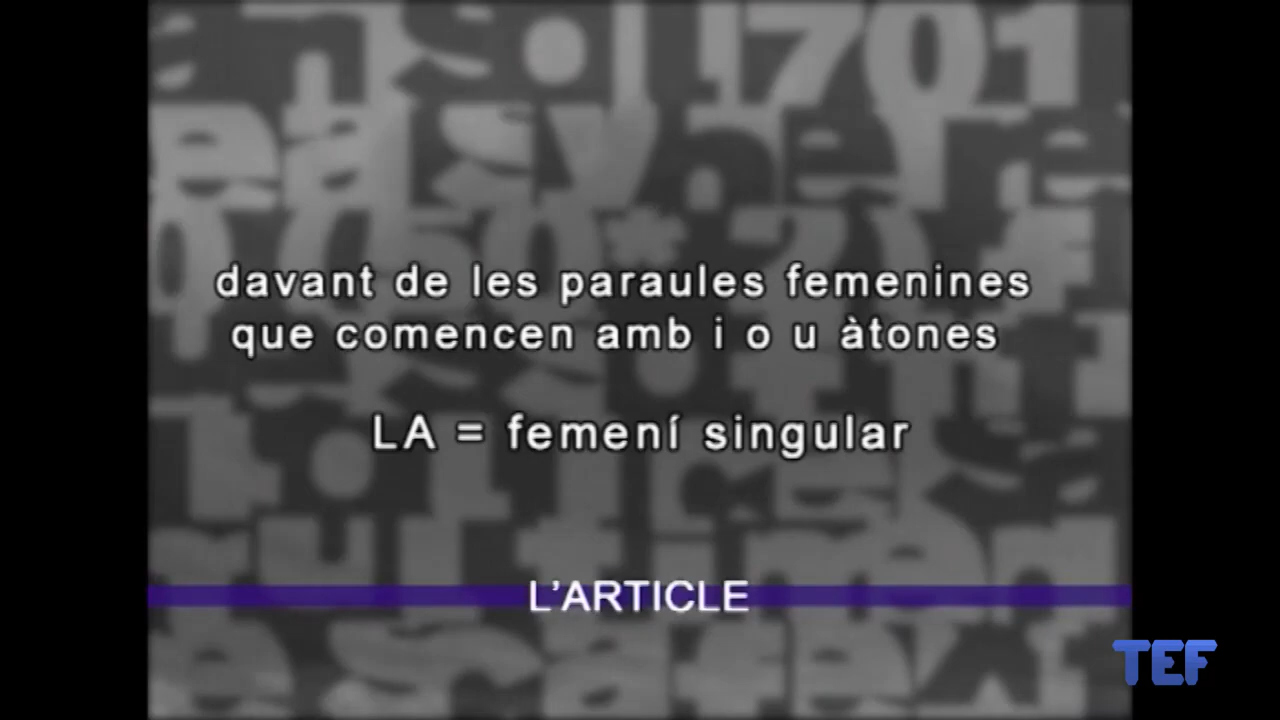 davant de les paraules femenines
que comencen amb i o u àtones
LA = femení singular
L'ARTICLE
TEF